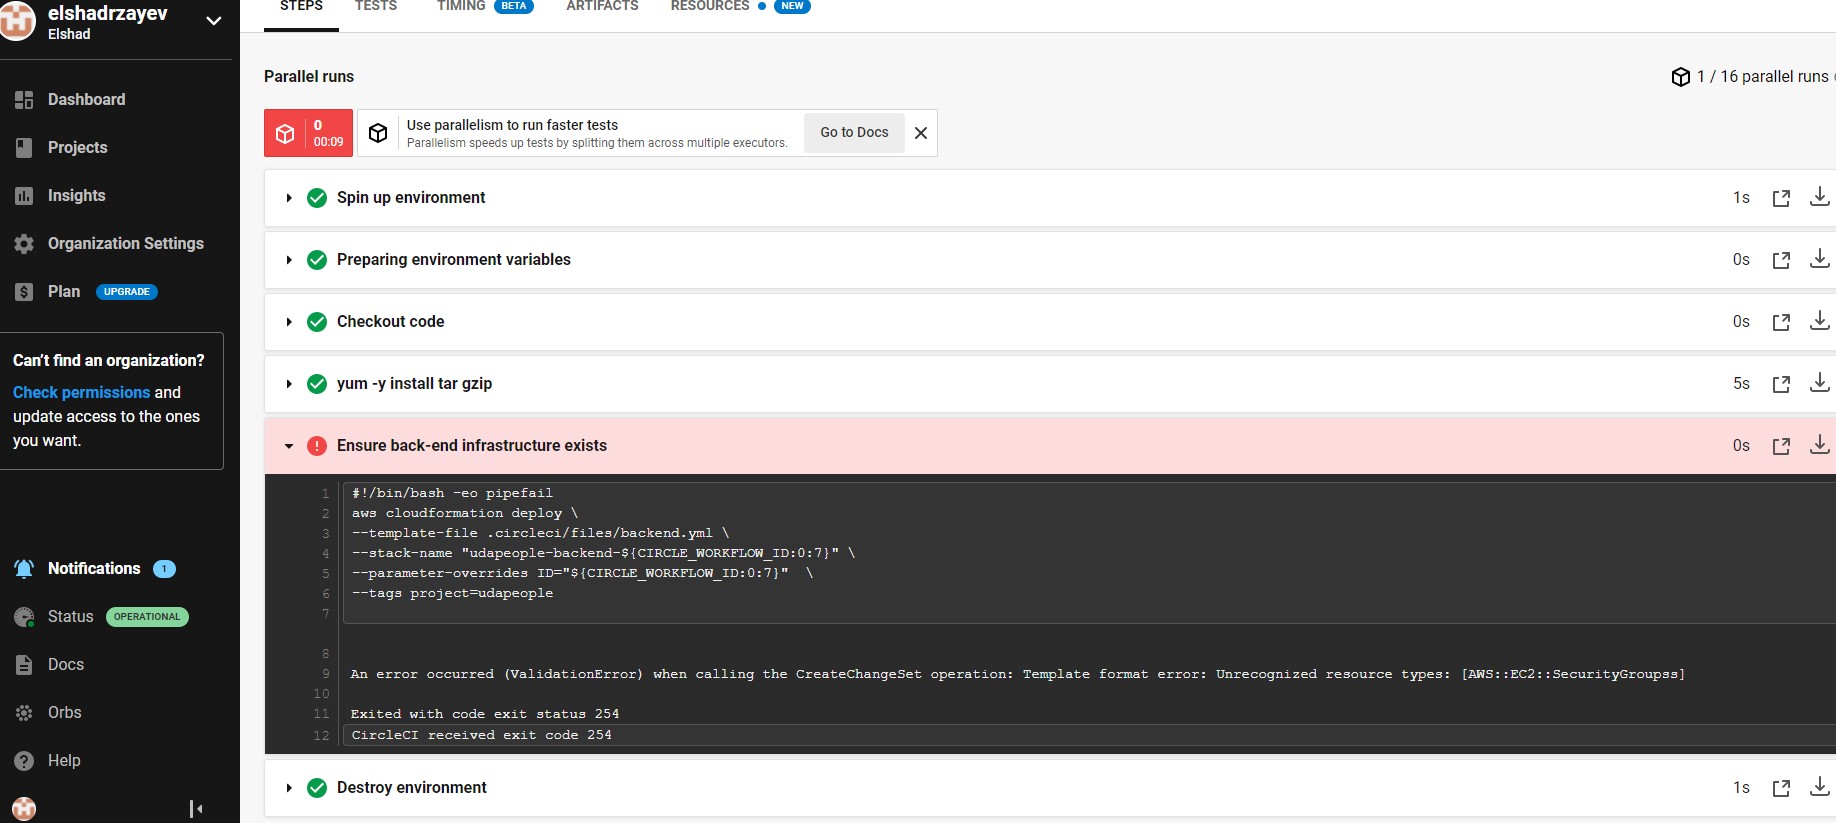 elshadrzayev
Elshad
Dashboard
Projects
Insights
Organization Settings
Plan UPGRADE
Can't find an organization?
Check permissions and
update access to the ones
you want.
Notifications 1
Status OPERATIONAL
Docs
Orbs
Help
STEPS TESTS TIMING BETA ARTIFACTS RESOURCES NEW
Parallel runs
1 / 16 parallel runs
0
00:09
Use parallelism to run faster tests
Parallelism speeds up tests by splitting them across multiple executors.
Go to Docs
Spin up environment 1s
Preparing environment variables 0s
Checkout code 0s
yum -y install tar gzip 5s
Ensure back-end infrastructure exists 0s
1 #!/bin/bash -eo pipefail
2 aws cloudformation deploy \
3 --template-file .circleci/files/backend.yml \
4 --stack-name "udapeople-backend-${CIRCLE_WORKFLOW_ID:0:7}" \
5 --parameter-overrides ID="${CIRCLE_WORKFLOW_ID:0:7}"  \
6 --tags project=udapeople
7
8
9 An error occurred (ValidationError) when calling the CreateChangeSet operation: Template format error: Unrecognized resource types: [AWS::EC2::SecurityGroupss]
10
11 Exited with code exit status 254
12 CircleCI received exit code 254
Destroy environment 1s